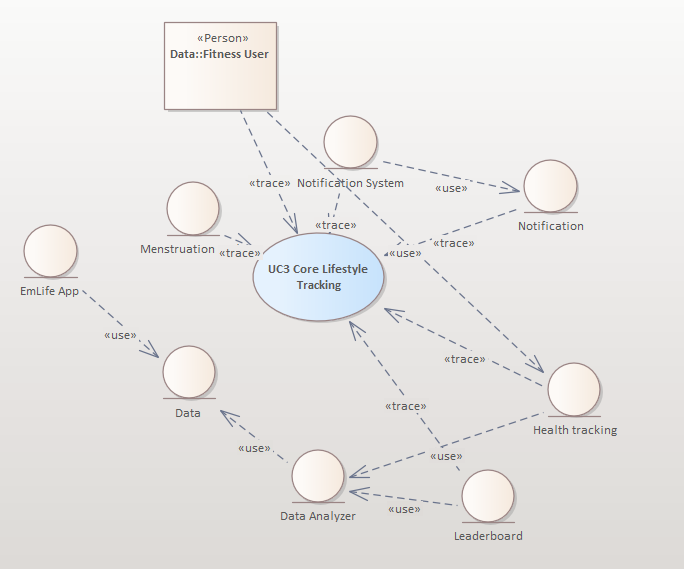 «Person»
Data::Fitness User
«trace»
Notification System
«use»
«trace»
Notification
Menstruation
«trace»
«use»
«trace»
UC3 Core Lifestyle
Tracking
EmLife App
«use»
«trace»
Data
«trace»
Health tracking
«use»
«use»
Data Analyzer
«use»
Leaderboard